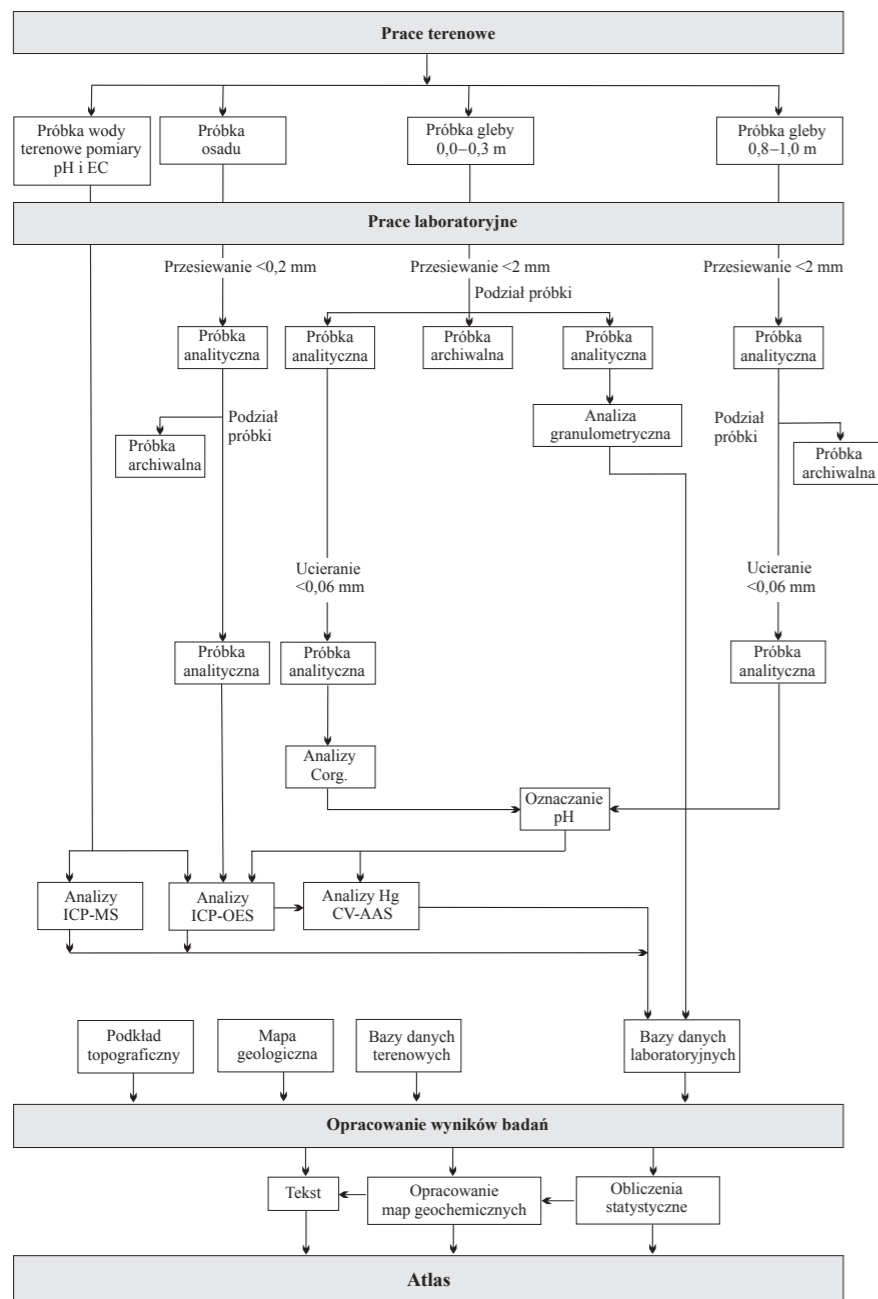 Prace terenowe
Próbka wody
terenowe pomiary
pH i EC
Próbka
osadu
Próbka gleby
0,0–0,3 m
Próbka gleby
0,8–1,0 m
Prace laboratoryjne
Przesiewanie <0,2 mm
Przesiewanie <2 mm
Przesiewanie <2 mm
Podział próbki
Próbka
analityczna
Próbka
analityczna
Próbka
archiwalna
Próbka
analityczna
Próbka
analityczna
Podział
próbki
Próbka
archiwalna
Analiza
granulometryczna
Podział
próbki
Próbka
archiwalna
Ucieranie
<0,06 mm
Ucieranie
<0,06 mm
Próbka
analityczna
Próbka
analityczna
Próbka
analityczna
Analizy
Corg.
Oznaczanie
pH
Analizy
ICP-MS
Analizy
ICP-OES
Analizy Hg
CV-AAS
Podkład
topograficzny
Mapa
geologiczna
Bazy danych
terenowych
Bazy danych
laboratoryjnych
Opracowanie wyników badań
Tekst
Opracowanie
map geochemicznych
Obliczenia
statystyczne
Atlas